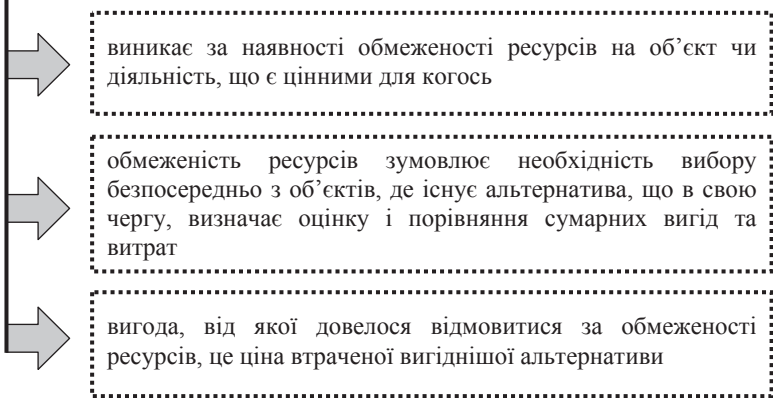 виникає за наявності обмеженості ресурсів на об’єкт чи
діяльність, що є цінними для когось
обмеженість ресурсів зумовлює необхідність вибору
безпосередньо з об’єктів, де існує альтернатива, що в свою
чергу, визначає оцінку і порівняння сумарних вигід та
витрат
вигода, від якої довелося відмовитися за обмеженості
ресурсів, це ціна втраченої вигіднішої альтернативи